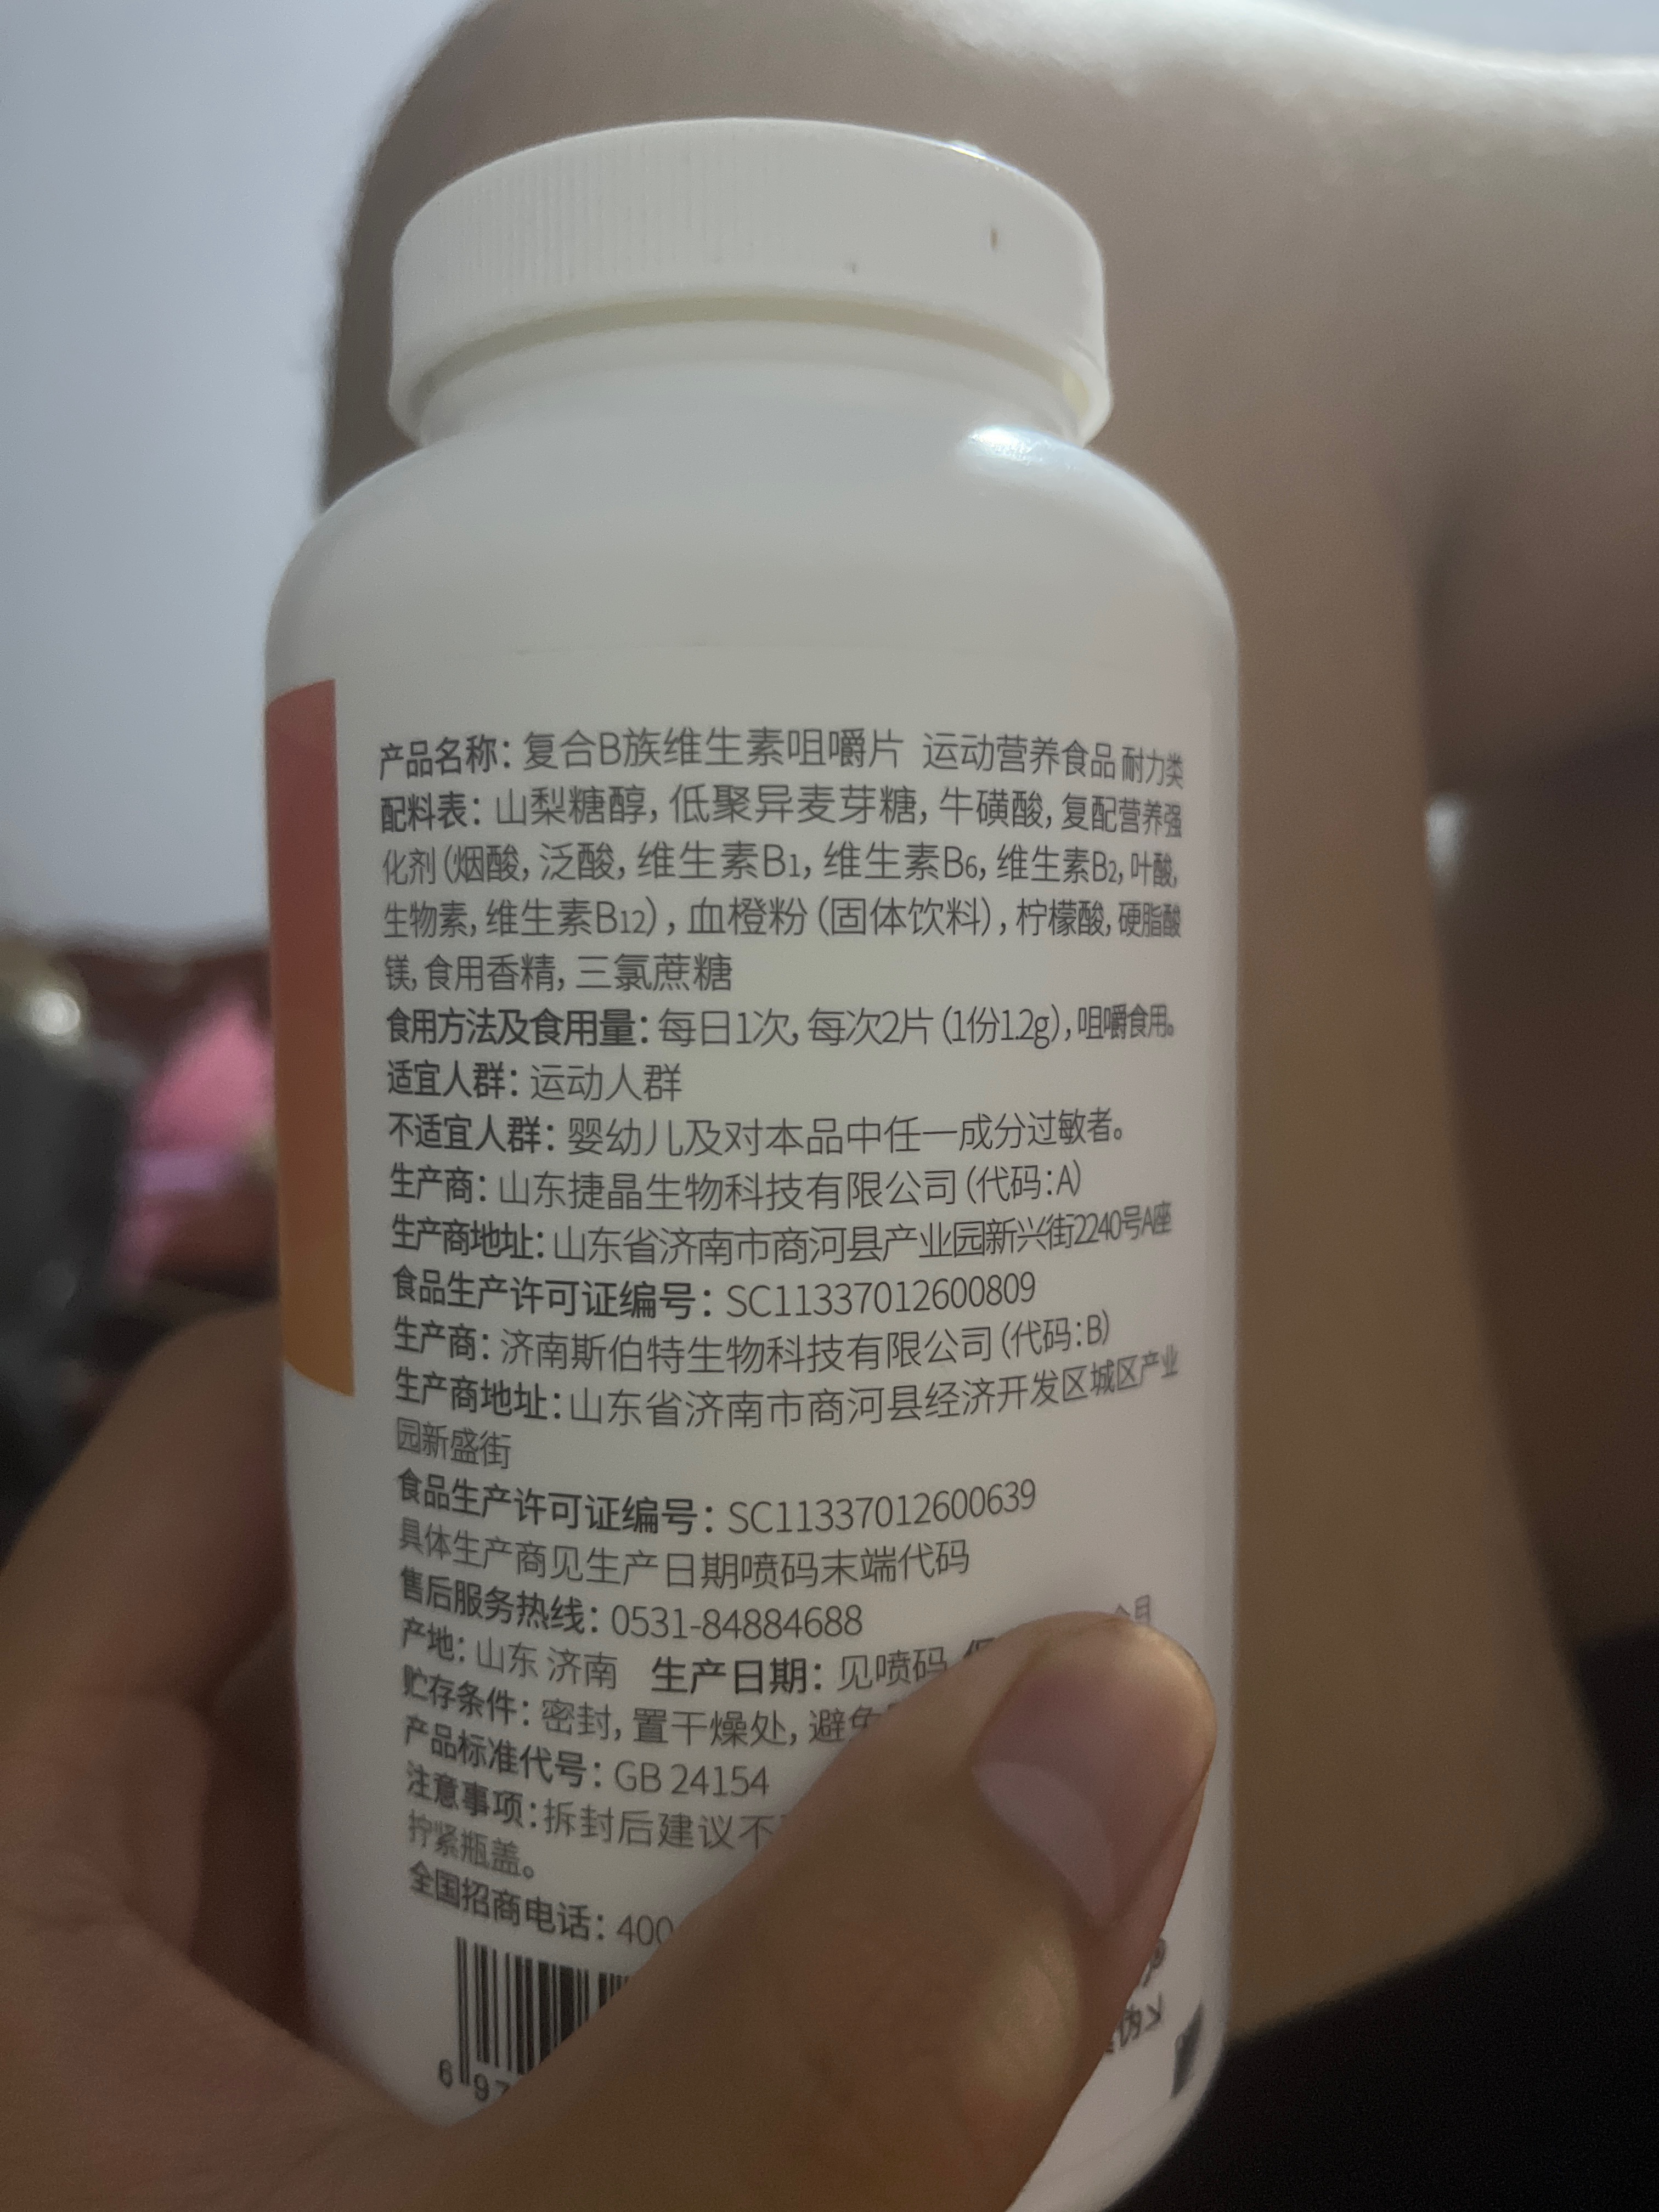 产品名称：复合B族维生素咀嚼片 运动营养食品 耐力类
配料表：山梨糖醇，低聚异麦芽糖，牛磺酸，复配营养强
化剂（烟酸，泛酸，维生素B1，维生素B6，维生素B2，叶酸，
生物素，维生素B12），血橙粉（固体饮料），柠檬酸，硬脂酸
镁，食用香精，三氯蔗糖
食用方法及食用量：每日1次，每次2片（1份1.2g），咀嚼食用。
适宜人群：运动人群
不适宜人群：婴幼儿及对本品中任一成分过敏者。
生产商：山东捷晶生物科技有限公司（代码：A）
生产商地址：山东省济南市商河县产业园新兴街2240号A座
食品生产许可证编号：SC11337012600809
生产商：济南斯伯特生物科技有限公司（代码：B）
生产商地址：山东省济南市商河县经济开发区城区产业
园新盛街
食品生产许可证编号：SC11337012600639
具体生产商见生产日期喷码末端代码
售后服务热线：0531-84884688
产地：山东 济南 生产日期：见喷码 个月
贮存条件：密封，置干燥处，避免
产品标准代号：GB 24154
注意事项：拆封后建议不
拧紧瓶盖。
全国招商电话：400
6 97